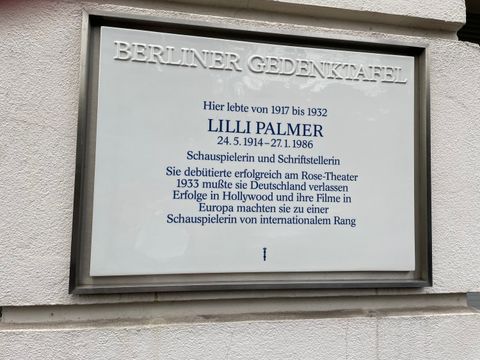 BERLINER GEDENKTAFEL
Hier lebte von 1917 bis 1932
LILLI PALMER
24. 5. 1914 – 27. 1. 1986
Schauspielerin und Schriftstellerin
Sie debütierte erfolgreich am Rose-Theater
1933 mußte sie Deutschland verlassen
Erfolge in Hollywood und ihre Filme in
Europa machten sie zu einer
Schauspielerin von internationalem Rang